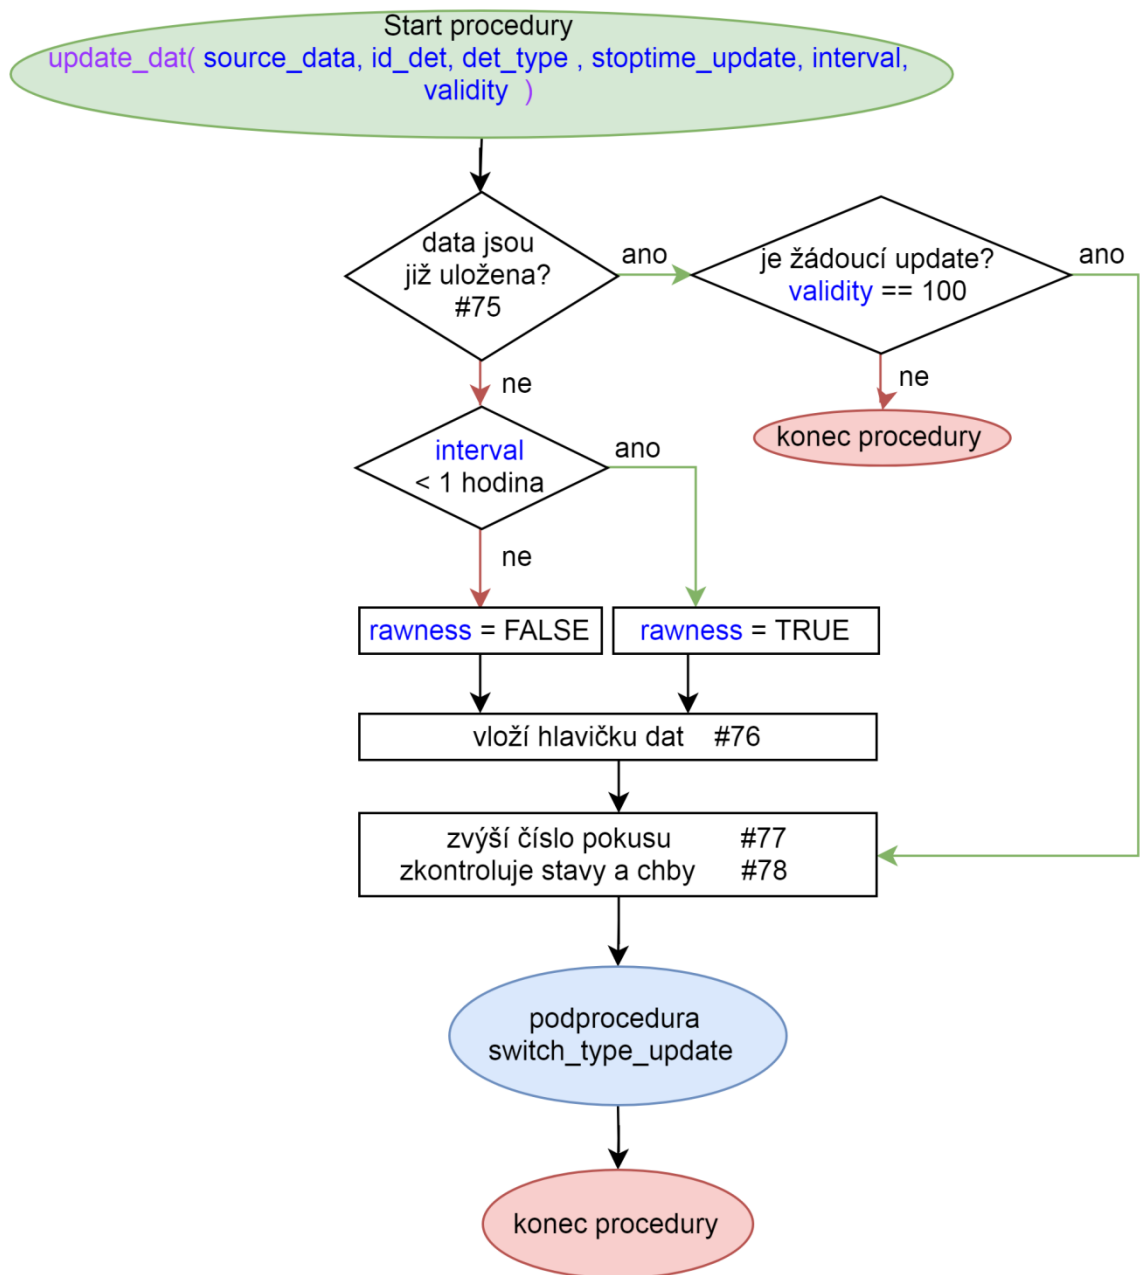 Start procedury
update_dat( source_data, id_det, det_type , stoptime_update, interval,
validity )
data jsou
již uložena?
#75
ano
je žádoucí update?
validity == 100
ano
ne
ne
konec procedury
interval
< 1 hodina
ano
ne
rawness = FALSE
rawness = TRUE
vloží hlavičku dat #76
zvýší číslo pokusu #77
zkontroluje stavy a chby #78
podprocedura
switch_type_update
konec procedury